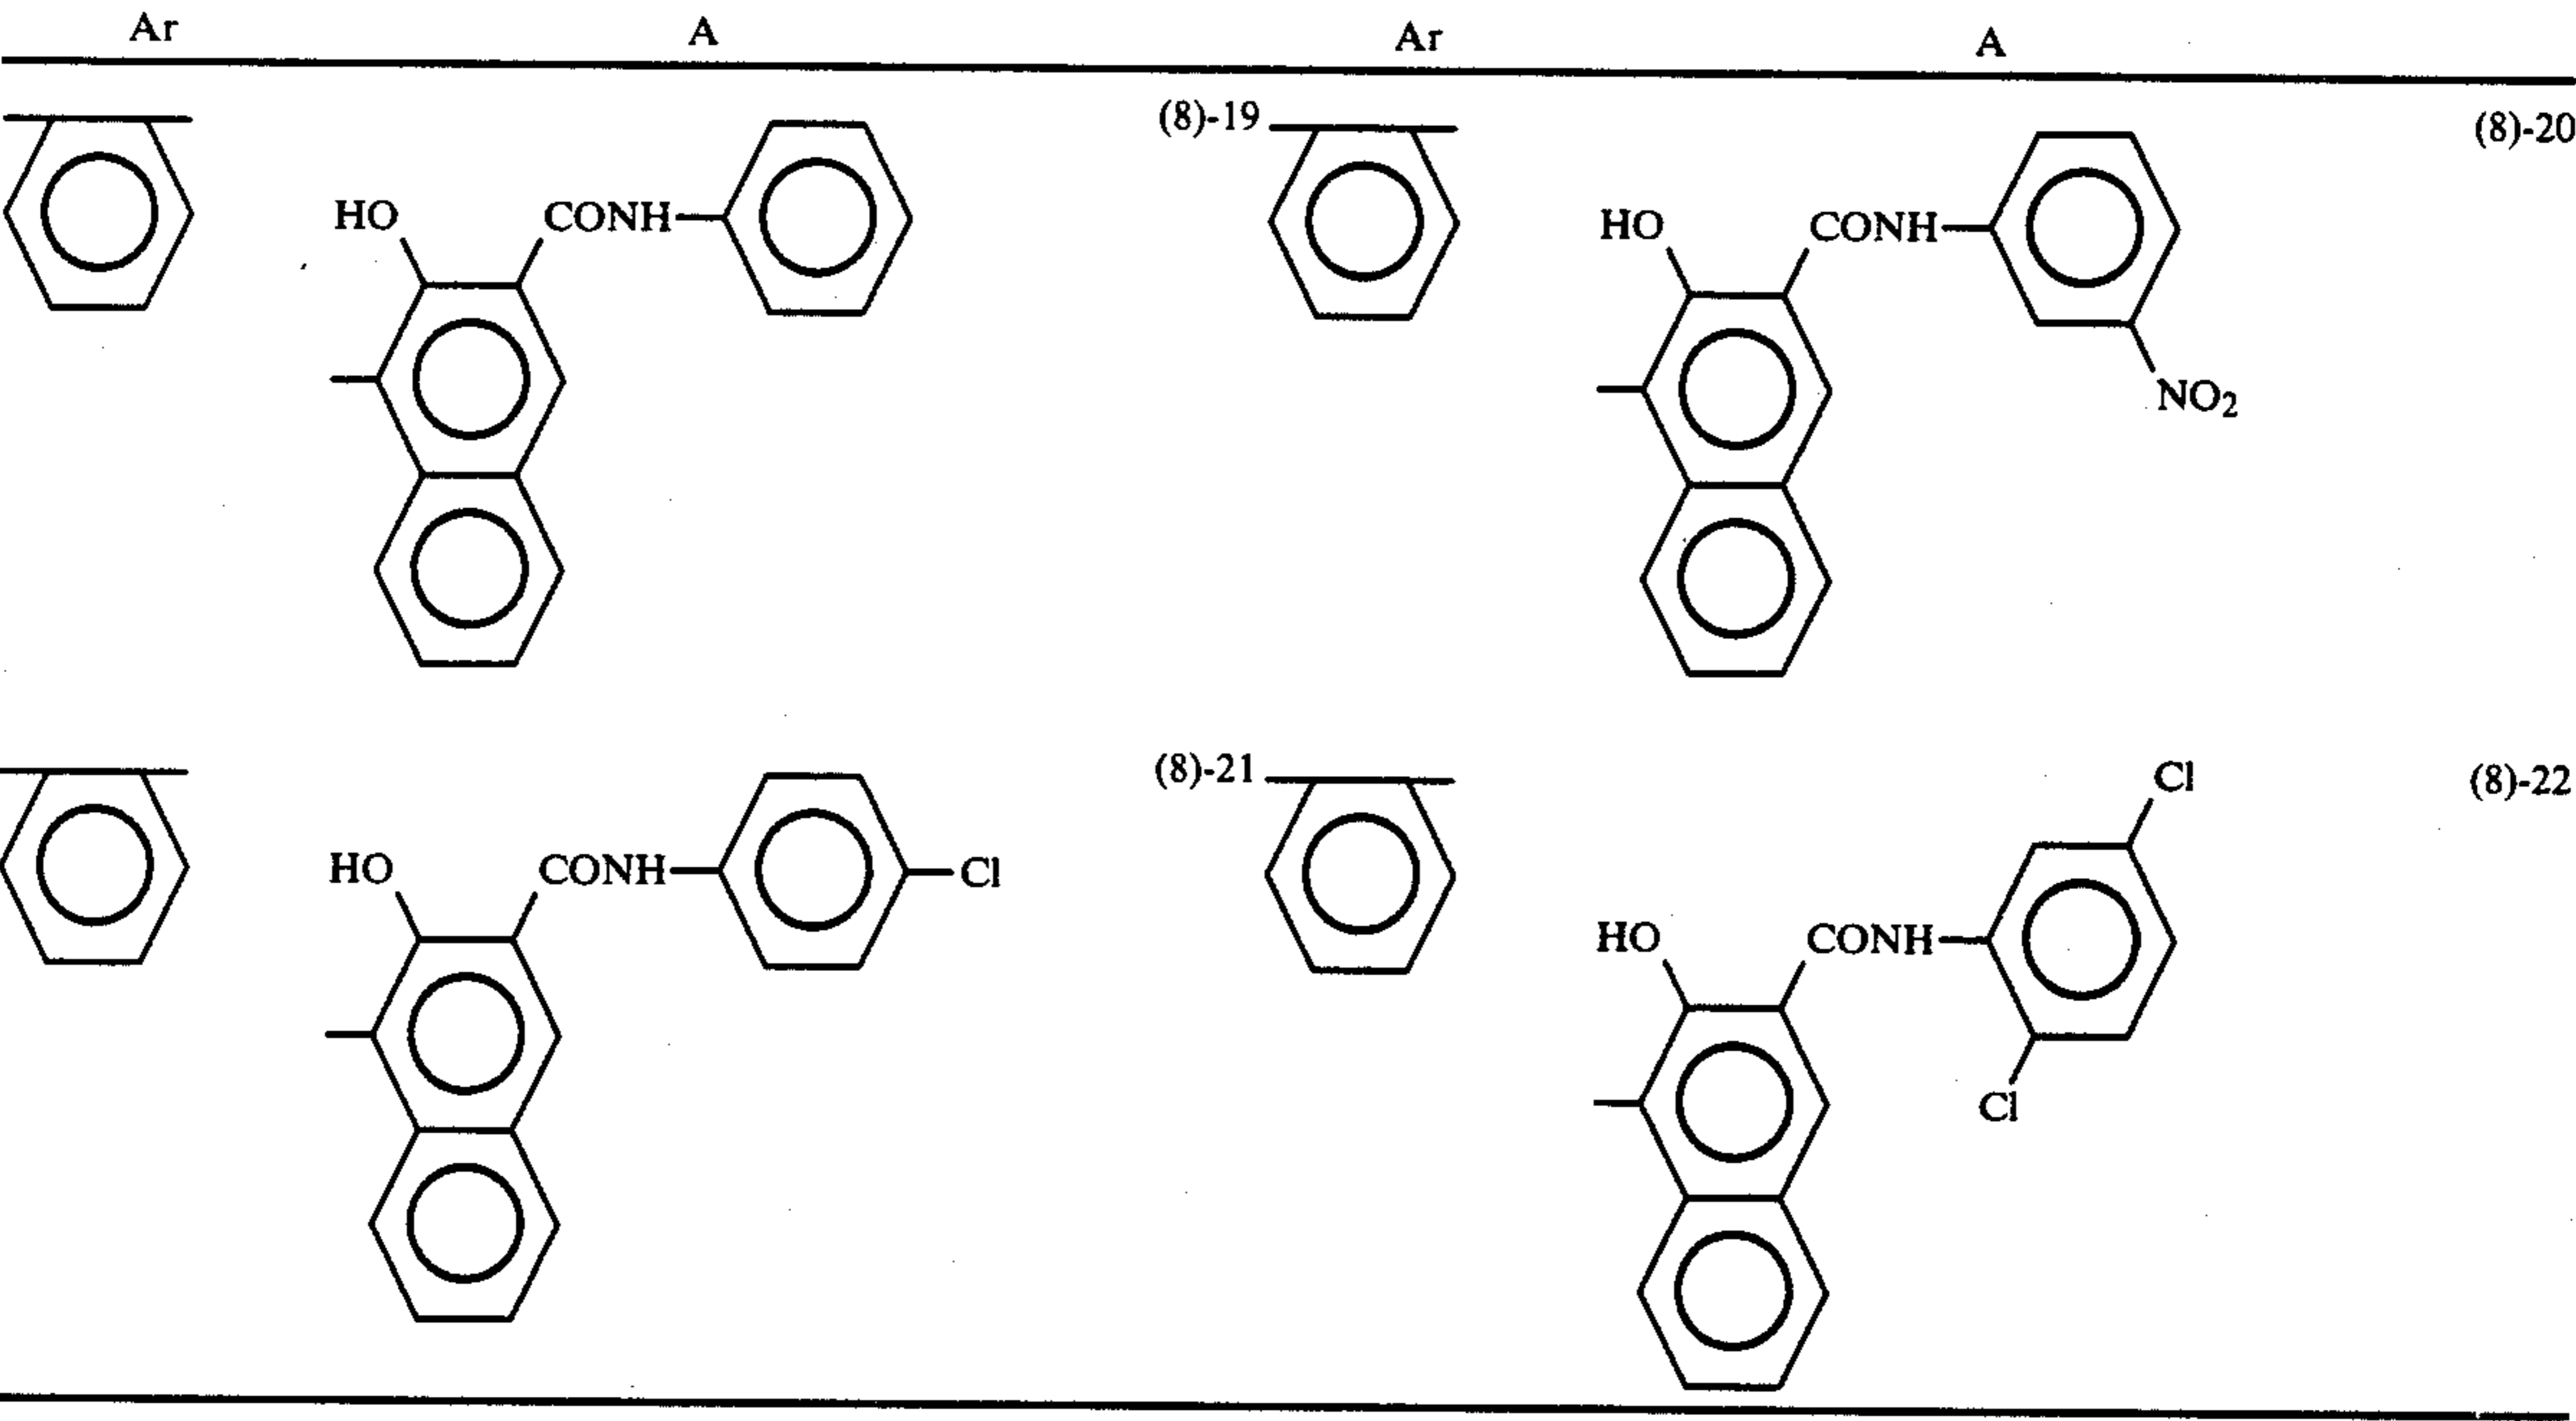 Ar A Ar A
(8)-19 (8)-20
HO CONH HO CONH
NO2
(8)-21 (8)-22
Cl
HO CONH Cl
HO CONH
Cl